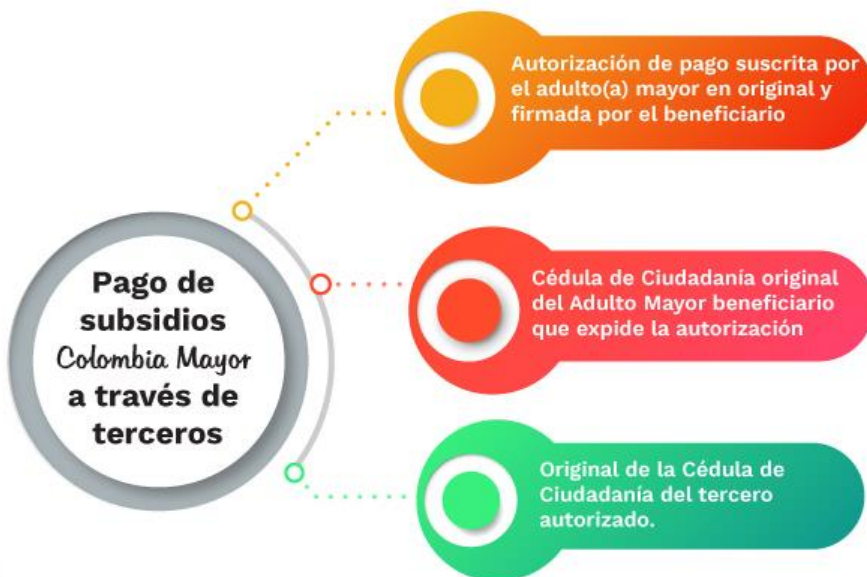 Autorización de pago suscrita por
el adulto(a) mayor en original y
firmada por el beneficiario
Pago de
subsidios
Colombia Mayor
a través de
terceros
Cédula de Ciudadanía original
del Adulto Mayor beneficiario
que expide la autorización
Original de la Cédula de
Ciudadanía del tercero
autorizado.